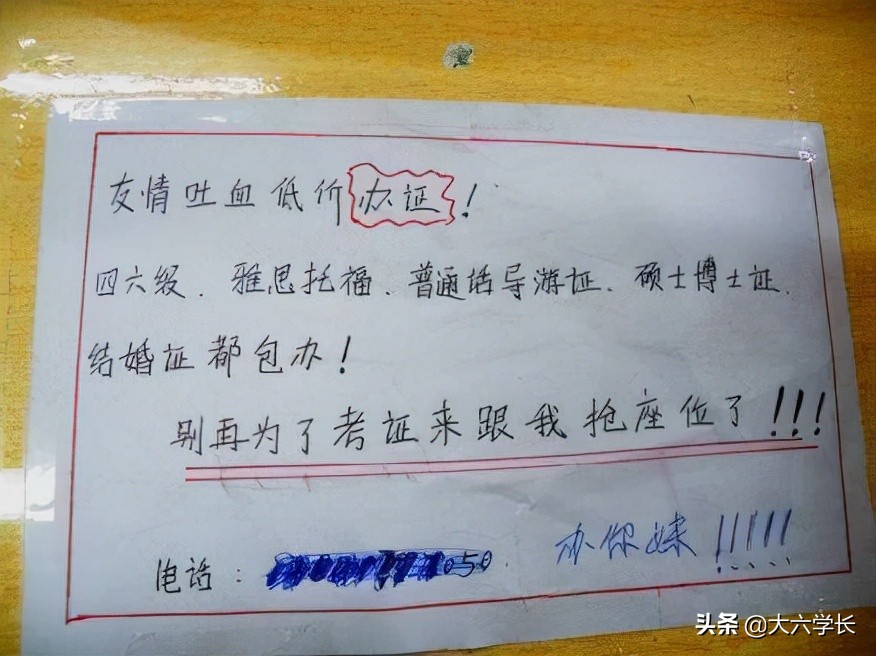 友情吐血低价办证！
四六级、雅思托福、普通话导游证、硕士博士证、
结婚证都包办！
别再为了考证来跟我抢座位了！！！
电话：050
办你妹！！！！！
头条 @大六学长